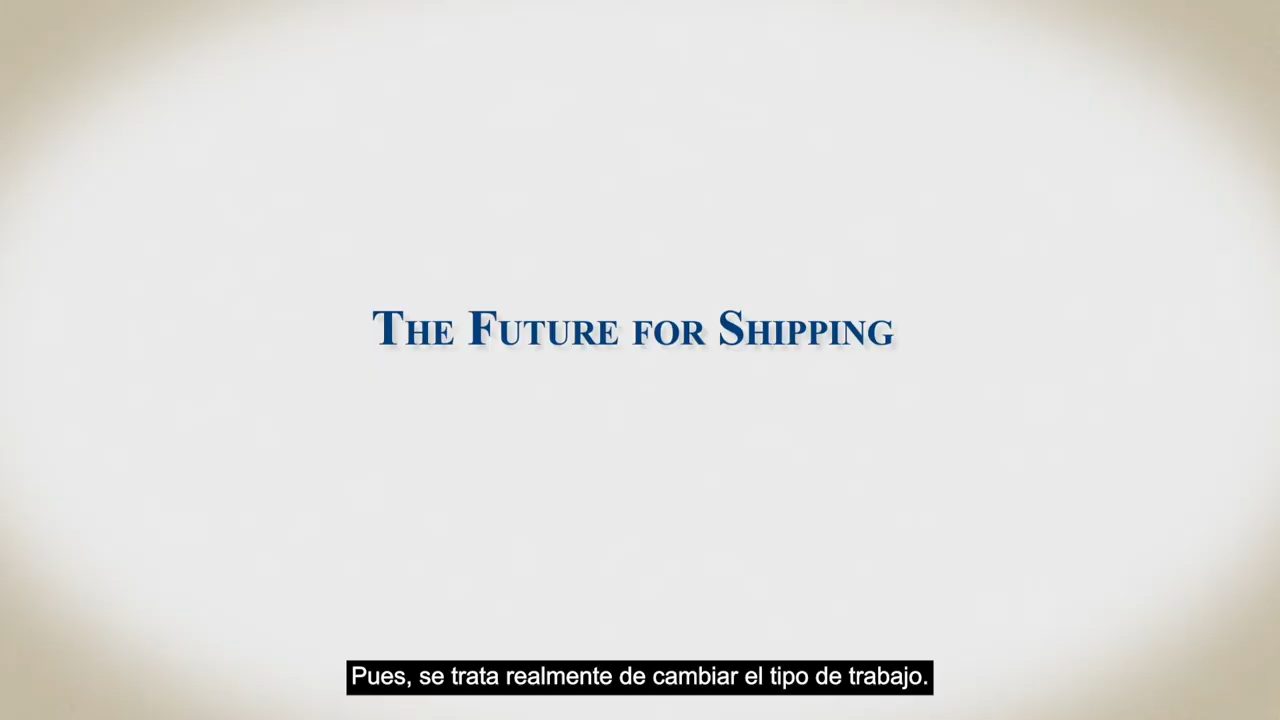 The Future for Shipping
Pues, se trata realmente de cambiar el tipo de trabajo.